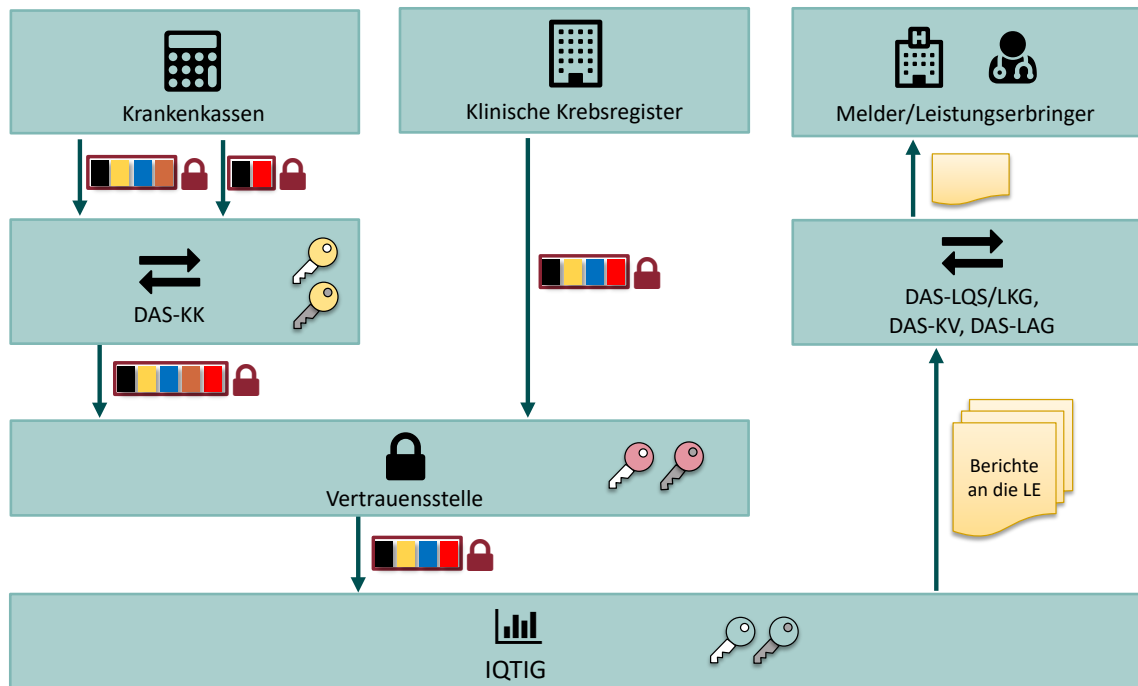 Krankenkassen
Klinische Krebsregister
Melder/Leistungserbringer
DAS-KK
DAS-LQS/LKG,
DAS-KV, DAS-LAG
Vertrauensstelle
Berichte
an die LE
IQTIG